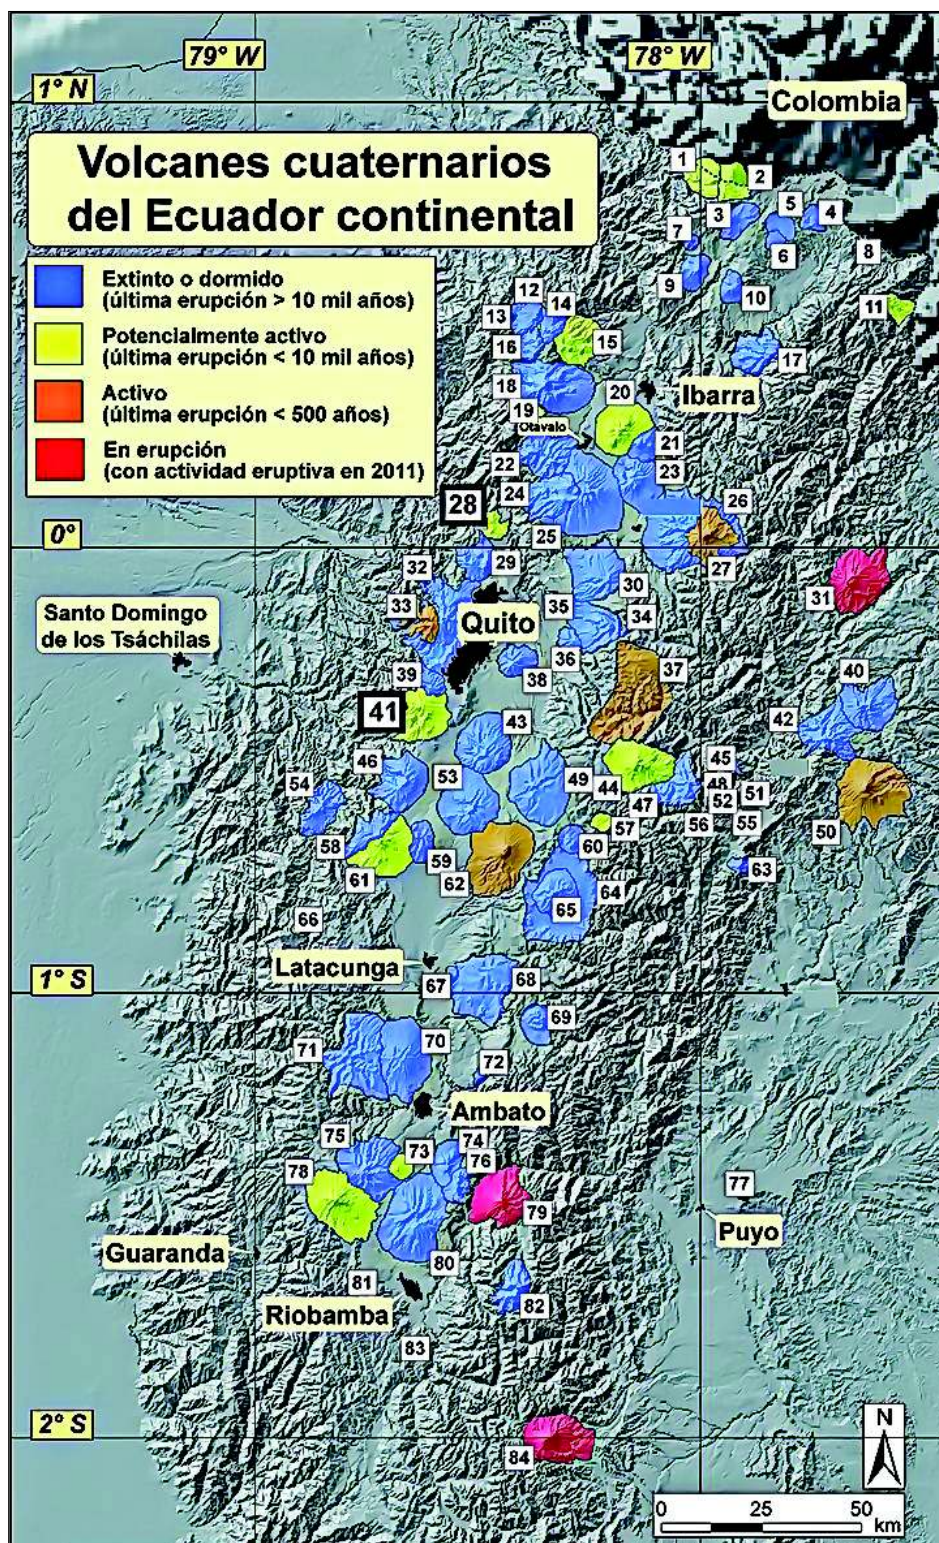 79° W
78° W
1° N
Colombia
Volcanes cuaternarios
del Ecuador continental
1
2
3
5
4
7
6
8
9
10
11
Extinto o dormido
(última erupción > 10 mil años)
Potencialmente activo
(última erupción < 10 mil años)
Activo
(última erupción < 500 años)
En erupción
(con actividad eruptiva en 2011)
12
14
13
15
16
17
18
20
Ibarra
19
Otavalo
21
22
23
24
26
28
25
27
0°
29
32
30
31
33
35
34
Santo Domingo
de los Tsáchilas
Quito
36
37
38
39
40
41
42
43
46
53
49
44
45
54
48
51
47
52
50
57
56
55
58
59
60
61
62
63
64
65
66
Latacunga
67
68
1° S
69
70
71
72
Ambato
75
73
74
76
78
77
79
Puyo
Guaranda
80
81
82
Riobamba
83
2° S
84
N
0 25 50
km